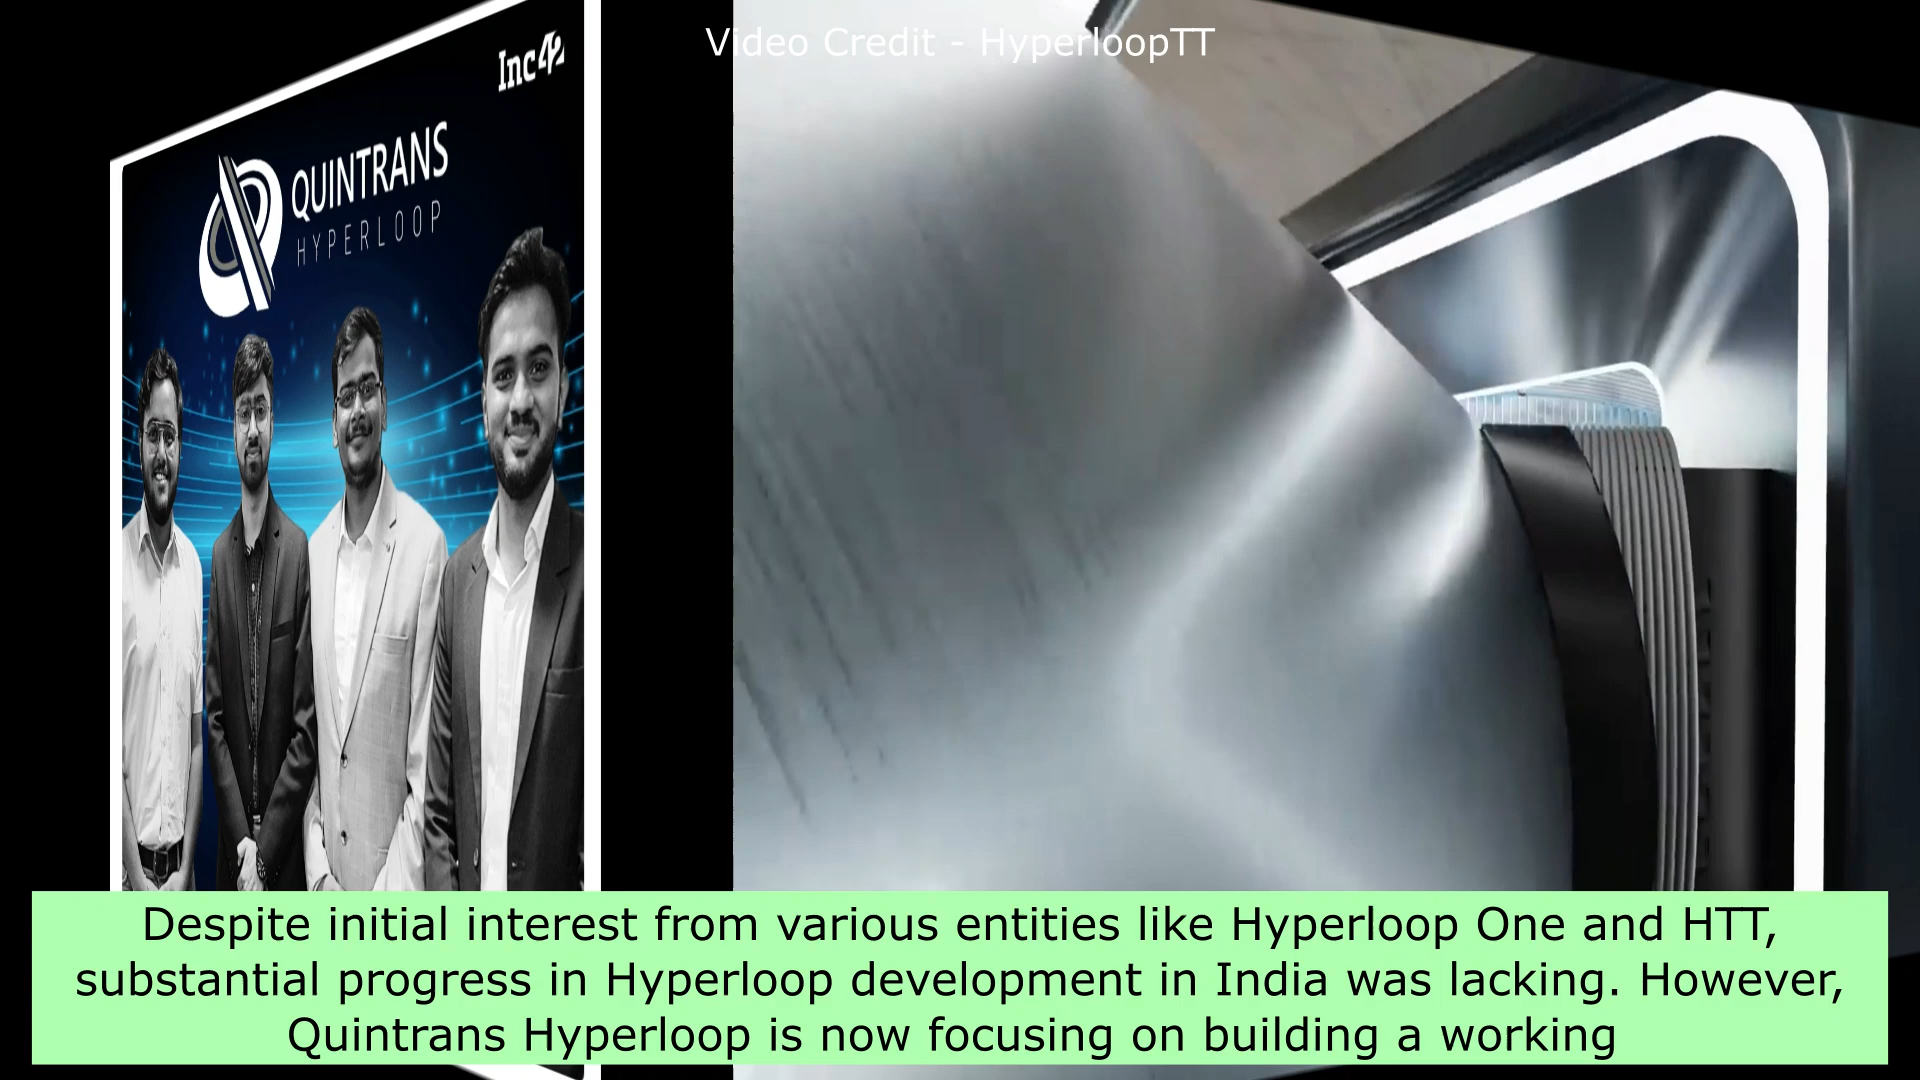 Video Credit - HyperloopTT
Inc42
QUINTRANS
HYPERLOOP
Despite initial interest from various entities like Hyperloop One and HTT,
substantial progress in Hyperloop development in India was lacking. However,
Quintrans Hyperloop is now focusing on building a working